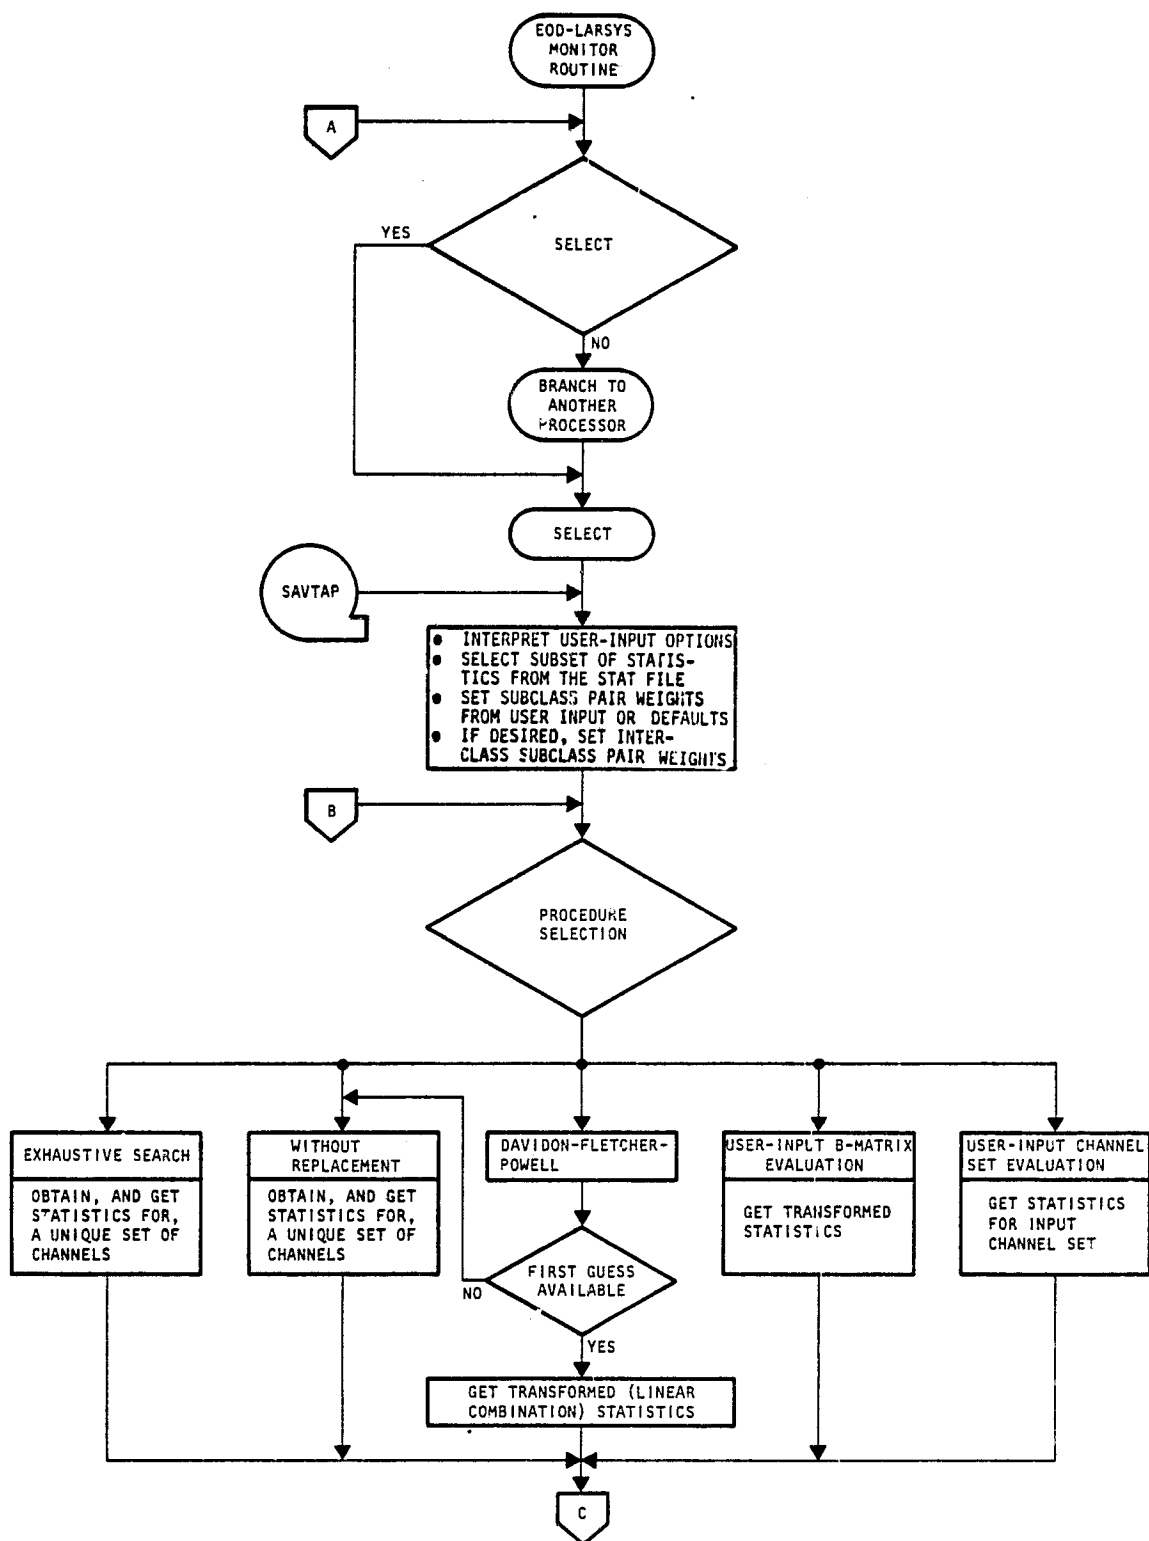 EOD-LARSYS
MONITOR
ROUTINE
A
SELECT
YES
NO
BRANCH TO
ANOTHER
PROCESSOR
SELECT
SAVTAP
● INTERPRET USER-INPUT OPTIONS
● SELECT SUBSET OF STATIS-
TICS FROM THE STAT FILE
● SET SUBCLASS PAIR WEIGHTS
FROM USER INPUT OR DEFAULTS
● IF DESIRED, SET INTER-
CLASS SUBCLASS PAIR WEIGHTS
B
PROCEDURE
SELECTION
EXHAUSTIVE SEARCH
OBTAIN, AND GET
STATISTICS FOR,
A UNIQUE SET OF
CHANNELS
WITHOUT
REPLACEMENT
OBTAIN, AND GET
STATISTICS FOR,
A UNIQUE SET OF
CHANNELS
DAVIDON-FLETCHER-
POWELL
FIRST GUESS
AVAILABLE
NO
YES
GET TRANSFORMED (LINEAR
COMBINATION) STATISTICS
USER-INPUT B-MATRIX
EVALUATION
GET TRANSFORMED
STATISTICS
USER-INPUT CHANNEL
SET EVALUATION
GET STATISTICS
FOR INPUT
CHANNEL SET
C